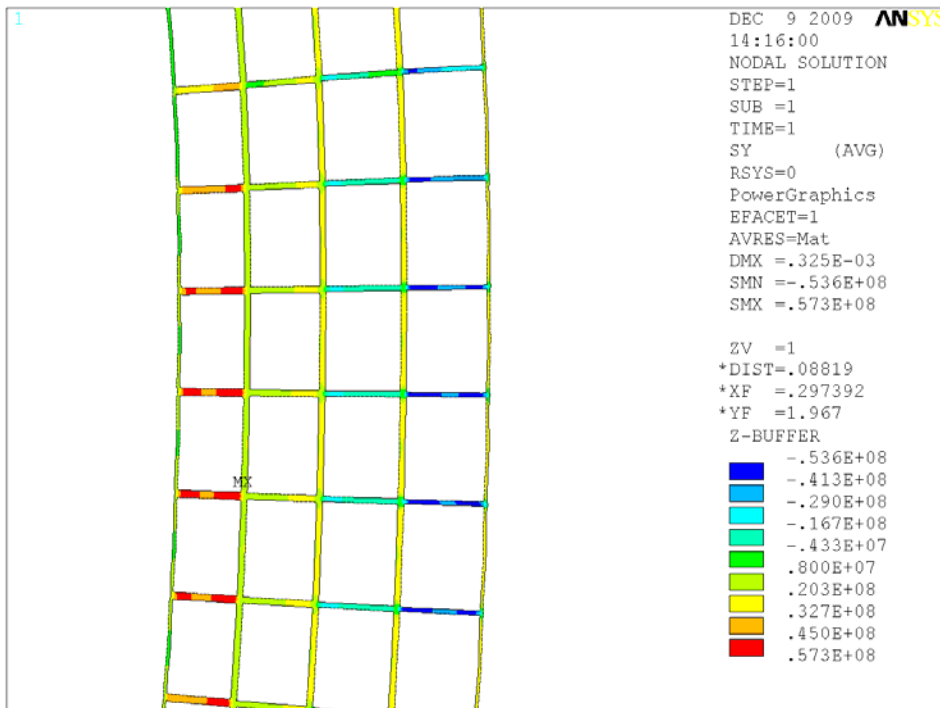 1
DEC 9 2009 ANSYS
14:16:00
NODAL SOLUTION
STEP=1
SUB =1
TIME=1
SY (AVG)
RSYS=0
PowerGraphics
EFACET=1
AVRES=Mat
DMX =.325E-03
SMN =-.536E+08
SMX =.573E+08
ZV =1
*DIST=.08819
*XF =.297392
*YF =1.967
Z-BUFFER
-.536E+08
-.413E+08
-.290E+08
-.167E+08
-.433E+07
.800E+07
.203E+08
.327E+08
.450E+08
.573E+08
MX